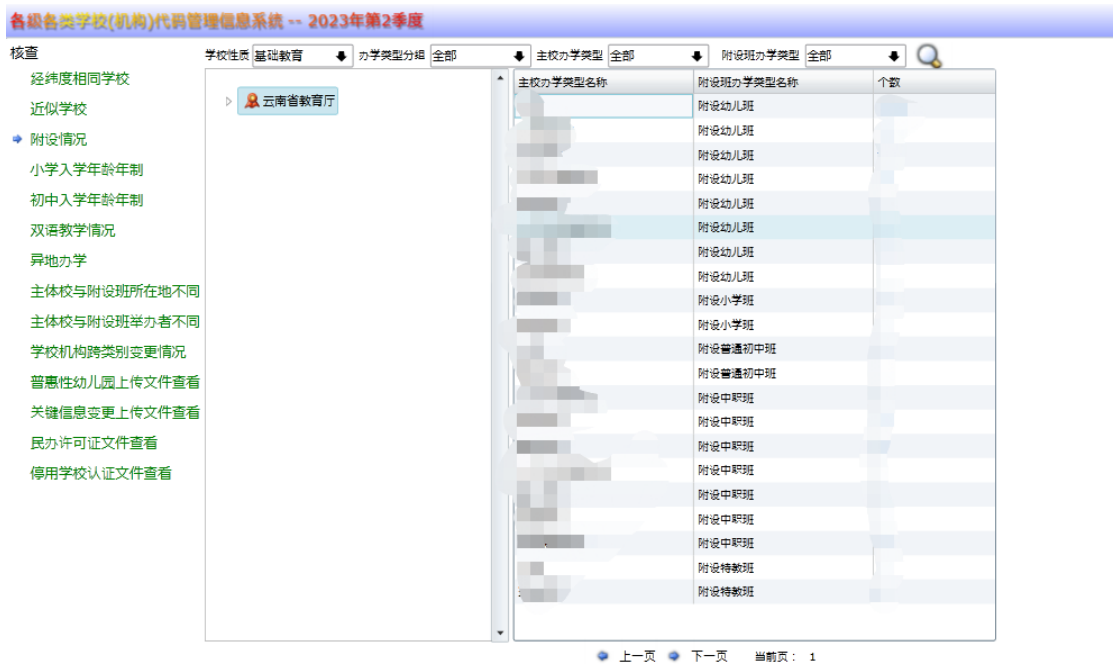 各级各类学校(机构)代码管理信息系统 -- 2023年第2季度
核查
学校性质 基础教育 办学类型分组 全部 主校办学类型 全部 附设班办学类型 全部
经纬度相同学校
近似学校
附设情况
小学入学年龄年制
初中入学年龄年制
双语教学情况
异地办学
主体校与附设班所在地不同
主体校与附设班举办者不同
学校机构跨类别变更情况
普惠性幼儿园上传文件查看
关键信息变更上传文件查看
民办许可证文件查看
停用学校认证文件查看
云南省教育厅
主校办学类型名称 附设班办学类型名称 个数
附设幼儿班
附设幼儿班
附设幼儿班
附设幼儿班
附设幼儿班
附设幼儿班
附设幼儿班
附设幼儿班
附设小学班
附设小学班
附设普通初中班
附设普通初中班
附设中职班
附设中职班
附设中职班
附设中职班
附设中职班
附设中职班
附设中职班
附设特教班
附设特教班
上一页 下一页 当前页： 1